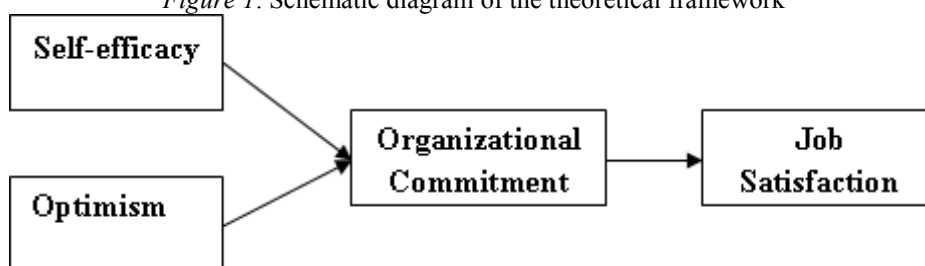 Figure 1. Schematic diagram of the theoretical framework
Self-efficacy
Organizational
Commitment
Job
Satisfaction
Optimism